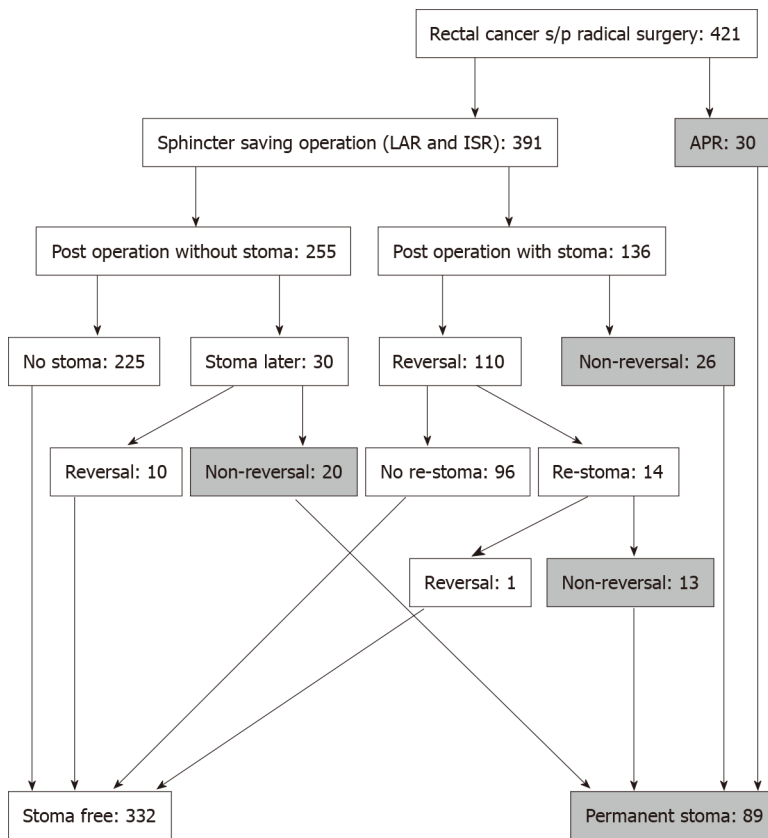 Rectal cancer s/p radical surgery: 421
Sphincter saving operation (LAR and ISR): 391
APR: 30
Post operation without stoma: 255
Post operation with stoma: 136
No stoma: 225
Stoma later: 30
Reversal: 110
Non-reversal: 26
Reversal: 10
Non-reversal: 20
No re-stoma: 96
Re-stoma: 14
Reversal: 1
Non-reversal: 13
Stoma free: 332
Permanent stoma: 89